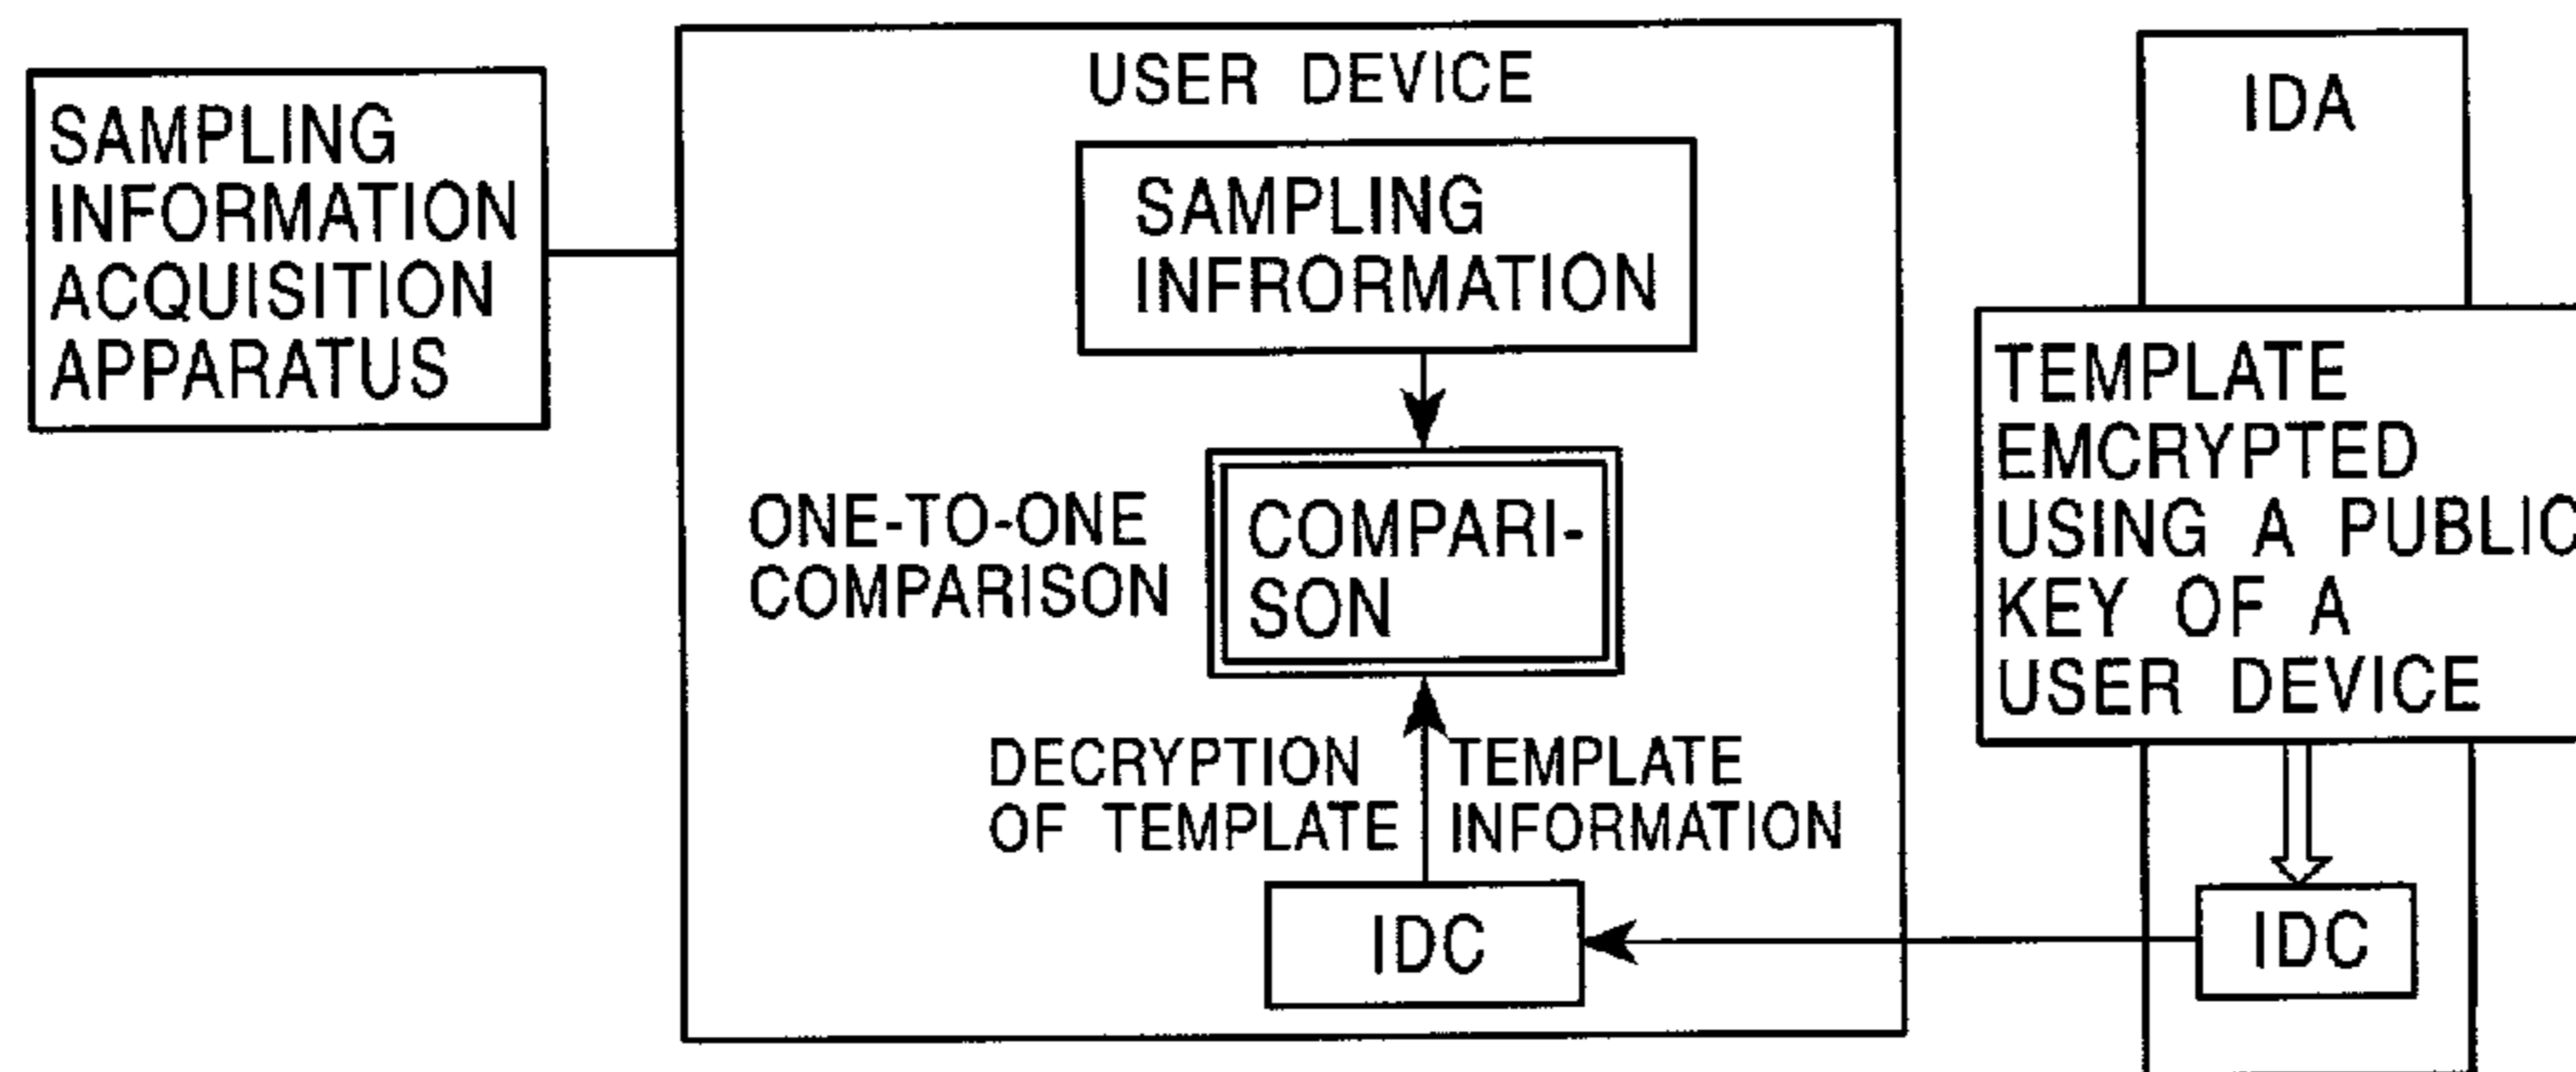 SAMPLING
INFORMATION
ACQUISITION
APPARATUS
USER DEVICE
SAMPLING
INFRORMATION
ONE-TO-ONE
COMPARISON
COMPARI-
SON
DECRYPTION
OF TEMPLATE
TEMPLATE
INFORMATION
IDC
IDA
TEMPLATE
EMCRYPTED
USING A PUBLIC
KEY OF A
USER DEVICE
IDC